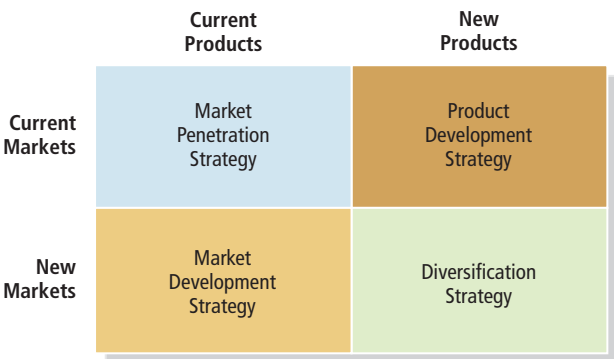 Current
Products
New
Products
Current
Markets
Market
Penetration
Strategy
Product
Development
Strategy
New
Markets
Market
Development
Strategy
Diversification
Strategy